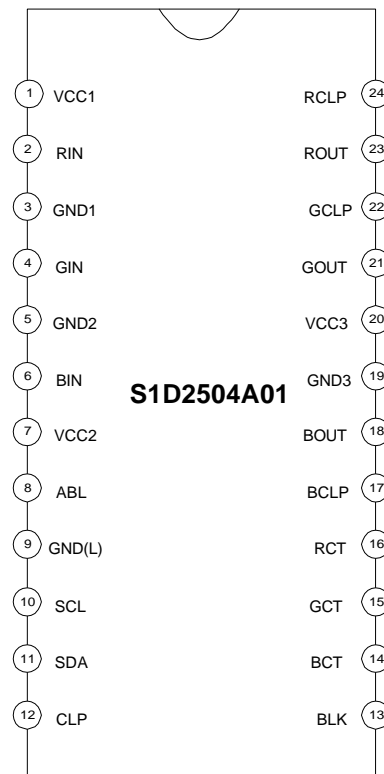 1 VCC1 RCLP 24
2 RIN ROUT 23
3 GND1 GCLP 22
4 GIN GOUT 21
5 GND2 VCC3 20
6 BIN GND3 19
S1D2504A01
7 VCC2 BOUT 18
8 ABL BCLP 17
9 GND(L) RCT 16
10 SCL GCT 15
11 SDA BCT 14
12 CLP BLK 13